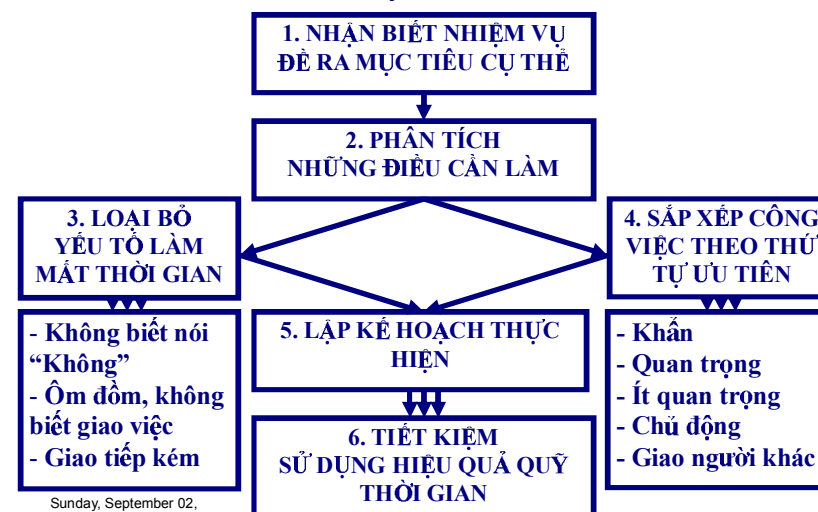 1. NHẬN BIẾT NHIỆM VỤ
ĐỀ RA MỤC TIÊU CỤ THỂ
2. PHÂN TÍCH
NHỮNG ĐIỀU CẦN LÀM
3. LOẠI BỎ
YẾU TỐ LÀM
MẤT THỜI GIAN
4. SẮP XẾP CÔNG
VIỆC THEO THỨ
TỰ ƯU TIÊN
- Không biết nói
“Không”
- Ôm đồm, không
biết giao việc
- Giao tiếp kém
5. LẬP KẾ HOẠCH THỰC
HIỆN
- Khẩn
- Quan trọng
- Ít quan trọng
- Chủ động
- Giao người khác
6. TIẾT KIỆM
SỬ DỤNG HIỆU QUẢ QUỸ
THỜI GIAN
Sunday, September 02,